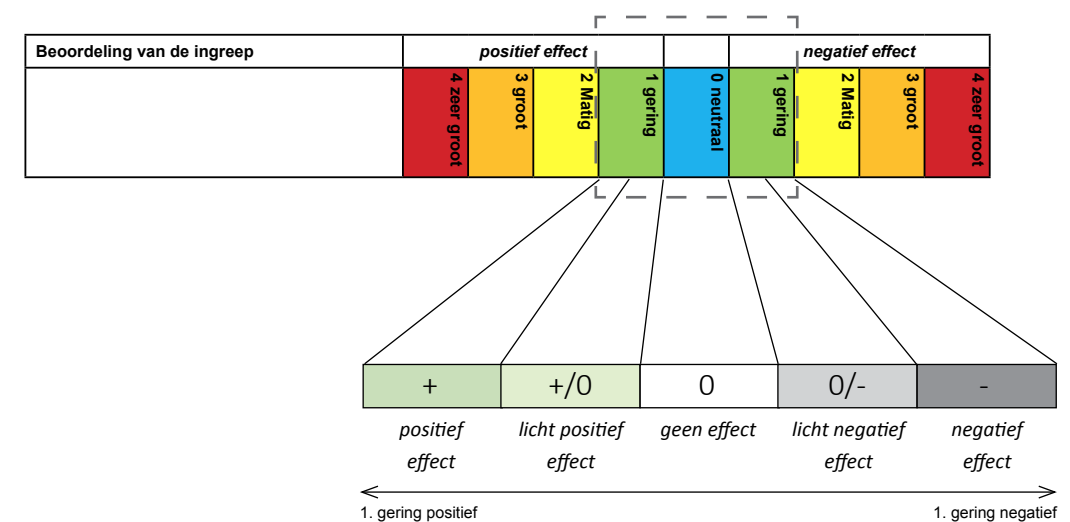 Beoordeling van de ingreep
positief effect
negatief effect
4 zeer groot
3 groot
2 Matig
1 gering
0 neutraal
1 gering
2 Matig
3 groot
4 zeer groot
+
+/0
0
0/-
-
positief
effect
licht positief
effect
geen effect
licht negatief
effect
negatief
effect
1. gering positief
1. gering negatief